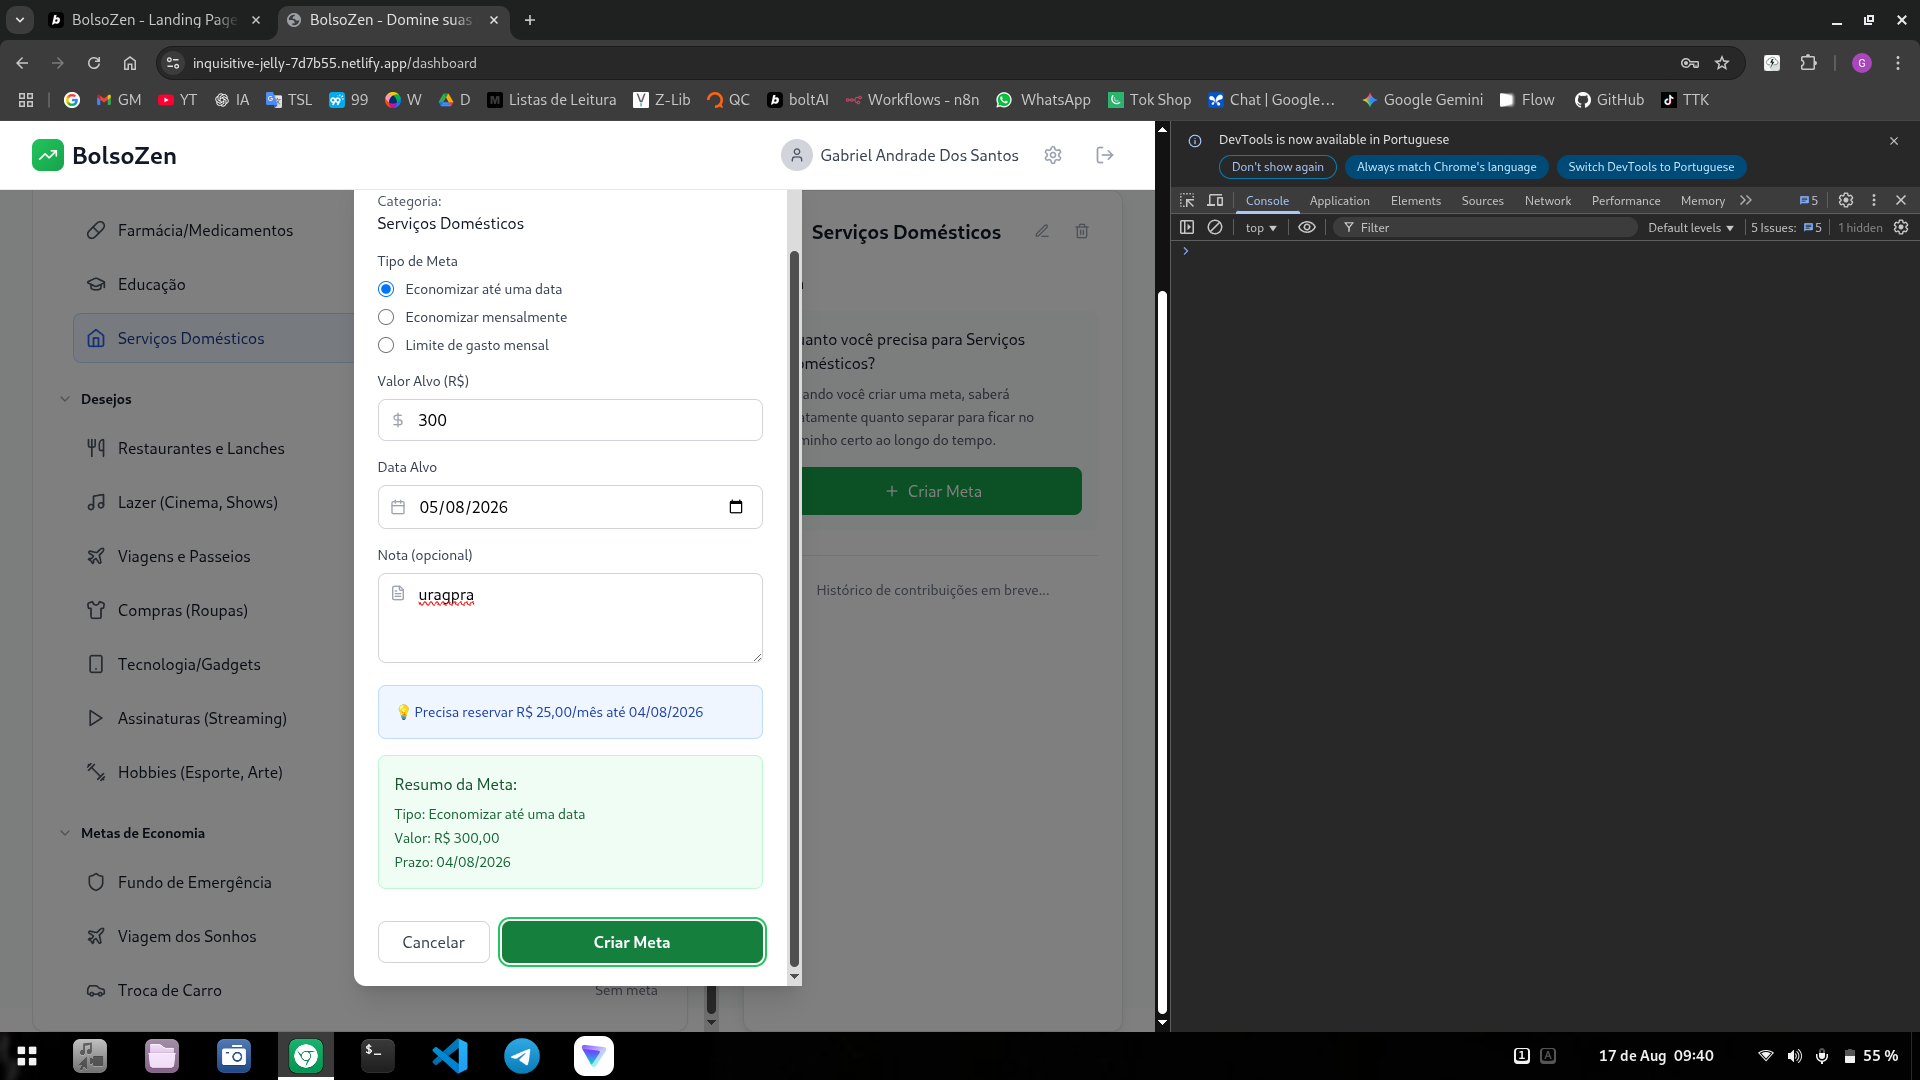 BolsoZen - Landing Page
BolsoZen - Domine suas
inquisitive-jelly-7d7b55.netlify.app/dashboard
G
GM
YT
IA
TSL
99
W
D
Listas de Leitura
Z-Lib
QC
boltAI
Workflows - n8n
WhatsApp
Tok Shop
Chat | Google...
Google Gemini
Flow
GitHub
TTK
BolsoZen
Gabriel Andrade Dos Santos
Farmácia/Medicamentos
Educação
Serviços Domésticos
Desejos
Restaurantes e Lanches
Lazer (Cinema, Shows)
Viagens e Passeios
Compras (Roupas)
Tecnologia/Gadgets
Assinaturas (Streaming)
Hobbies (Esporte, Arte)
Metas de Economia
Fundo de Emergência
Viagem dos Sonhos
Troca de Carro
Sem meta
Categoria:
Serviços Domésticos
Tipo de Meta
Economizar até uma data
Economizar mensalmente
Limite de gasto mensal
Valor Alvo (R$)
300
Data Alvo
05/08/2026
Nota (opcional)
uraqpra
💡 Precisa reservar R$ 25,00/mês até 04/08/2026
Resumo da Meta:
Tipo: Economizar até uma data
Valor: R$ 300,00
Prazo: 04/08/2026
Cancelar
Criar Meta
Serviços Domésticos
uanto você precisa para Serviços
omésticos?
ando você criar uma meta, saberá
atamente quanto separar para ficar no
minho certo ao longo do tempo.
+ Criar Meta
Histórico de contribuições em breve...
DevTools is now available in Portuguese
Don't show again
Always match Chrome's language
Switch DevTools to Portuguese
Console
Application
Elements
Sources
Network
Performance
Memory
5
top
Filter
Default levels
5 Issues:
5
1 hidden
1
A
17 de Aug 09:40
55 %